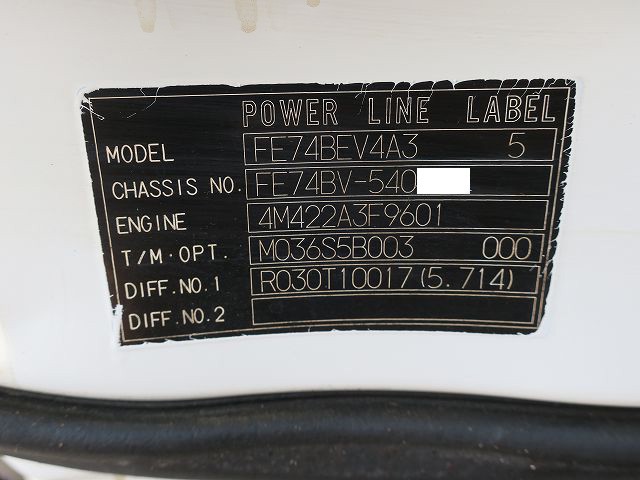 POWER LINE LABEL
MODEL FE74BEV4A3 5
CHASSIS NO. FE74BV-540
ENGINE 4M422A3F9601
T/M·OPT. M036S5B003 000
DIFF.NO.1 R030T10017(5.714)
DIFF.NO.2